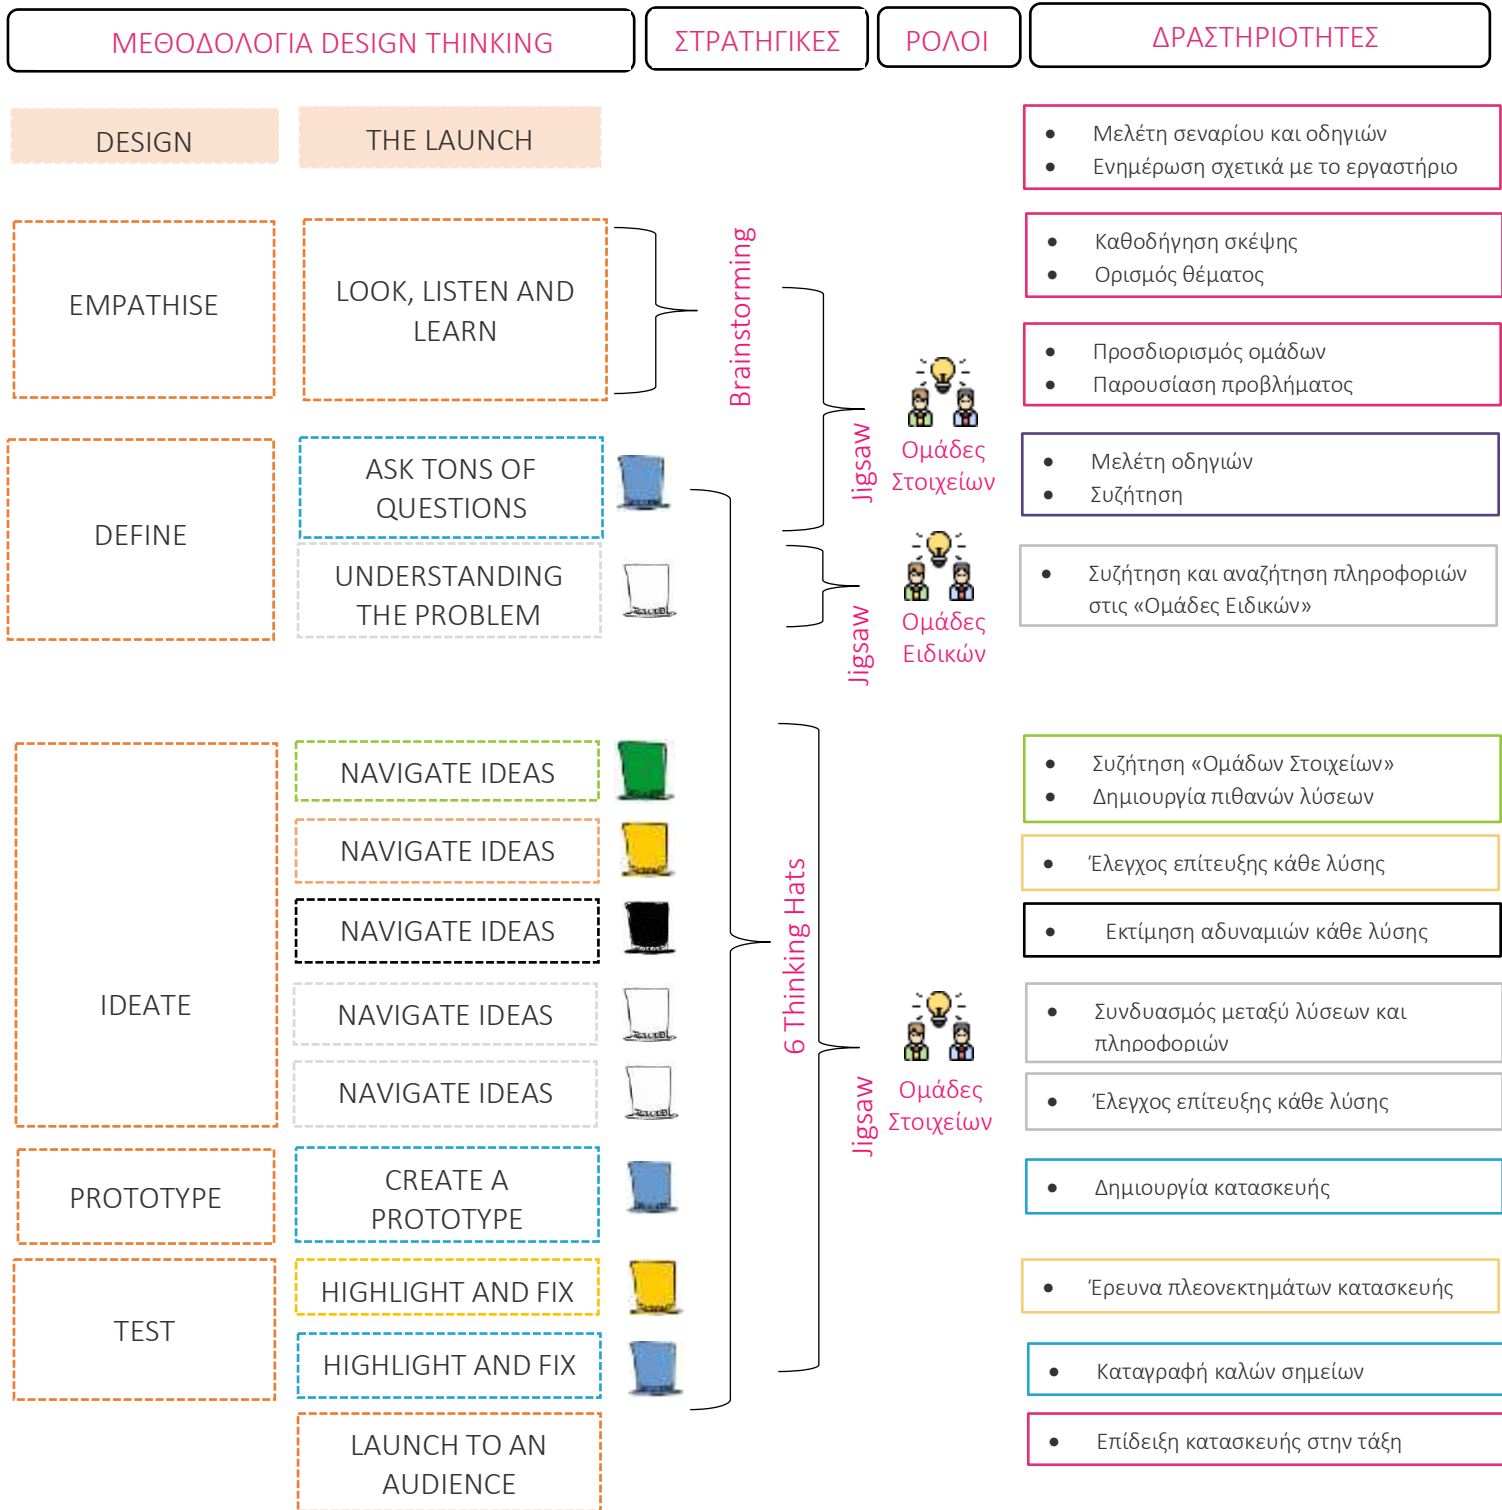 ΜΕΘΟΔΟΛΟΓΙΑ DESIGN THINKING
ΣΤΡΑΤΗΓΙΚΕΣ
ΡΟΛΟΙ
ΔΡΑΣΤΗΡΙΟΤΗΤΕΣ
DESIGN
THE LAUNCH
Μελέτη σεναρίου και οδηγιών
Ενημέρωση σχετικά με το εργαστήριο
EMPATHISE
LOOK, LISTEN AND
LEARN
Brainstorming
Καθοδήγηση σκέψης
Ορισμός θέματος
Προσδιορισμός ομάδων
Παρουσίαση προβλήματος
DEFINE
ASK TONS OF
QUESTIONS
Jigsaw
Ομάδες
Στοιχείων
Μελέτη οδηγιών
Συζήτηση
UNDERSTANDING
THE PROBLEM
Jigsaw
Ομάδες
Ειδικών
Συζήτηση και αναζήτηση πληροφοριών
στις «Ομάδες Ειδικών»
IDEATE
NAVIGATE IDEAS
Συζήτηση «Ομάδων Στοιχείων»
Δημιουργία πιθανών λύσεων
NAVIGATE IDEAS
Έλεγχος επίτευξης κάθε λύσης
NAVIGATE IDEAS
6 Thinking Hats
Εκτίμηση αδυναμιών κάθε λύσης
NAVIGATE IDEAS
Συνδυασμός μεταξύ λύσεων και
πληροφοριών
NAVIGATE IDEAS
Jigsaw
Ομάδες
Στοιχείων
Έλεγχος επίτευξης κάθε λύσης
PROTOTYPE
CREATE A
PROTOTYPE
Δημιουργία κατασκευής
TEST
HIGHLIGHT AND FIX
Έρευνα πλεονεκτημάτων κατασκευής
HIGHLIGHT AND FIX
Καταγραφή καλών σημείων
LAUNCH TO AN
AUDIENCE
Επίδειξη κατασκευής στην τάξη